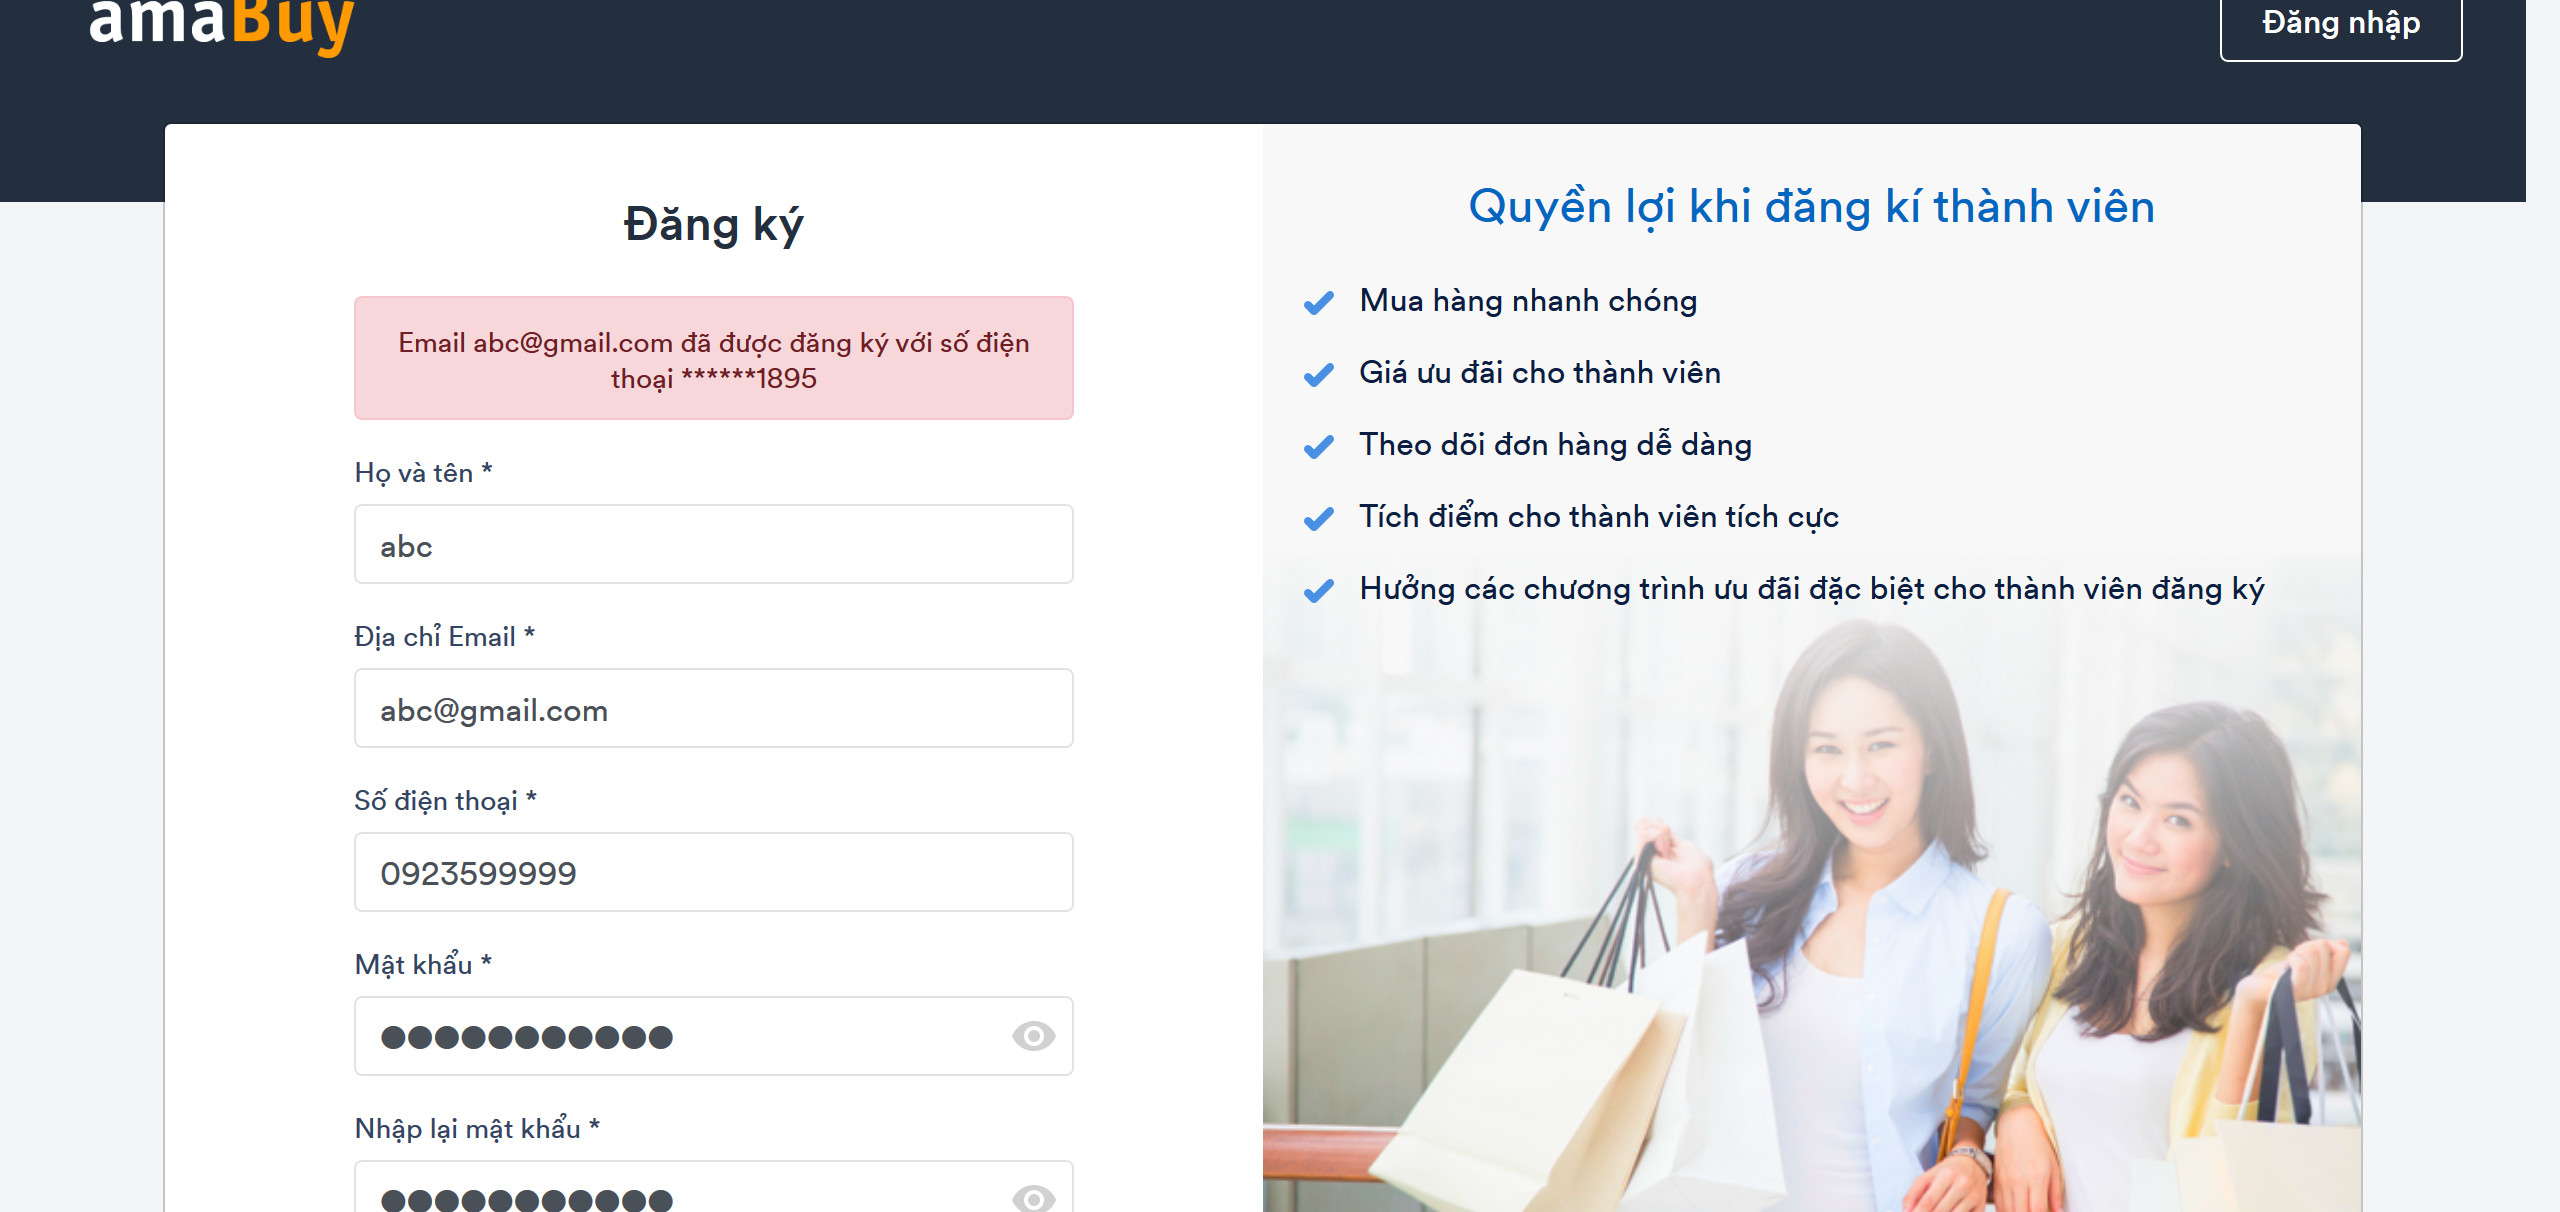 amaBuy
Đăng nhập
Đăng ký
Email abc@gmail.com đã được đăng ký với số điện
thoại ******1895
Họ và tên *
abc
Địa chỉ Email *
abc@gmail.com
Số điện thoại *
0923599999
Mật khẩu *
Nhập lại mật khẩu *
Quyền lợi khi đăng kí thành viên
Mua hàng nhanh chóng
Giá ưu đãi cho thành viên
Theo dõi đơn hàng dễ dàng
Tích điểm cho thành viên tích cực
Hưởng các chương trình ưu đãi đặc biệt cho thành viên đăng ký